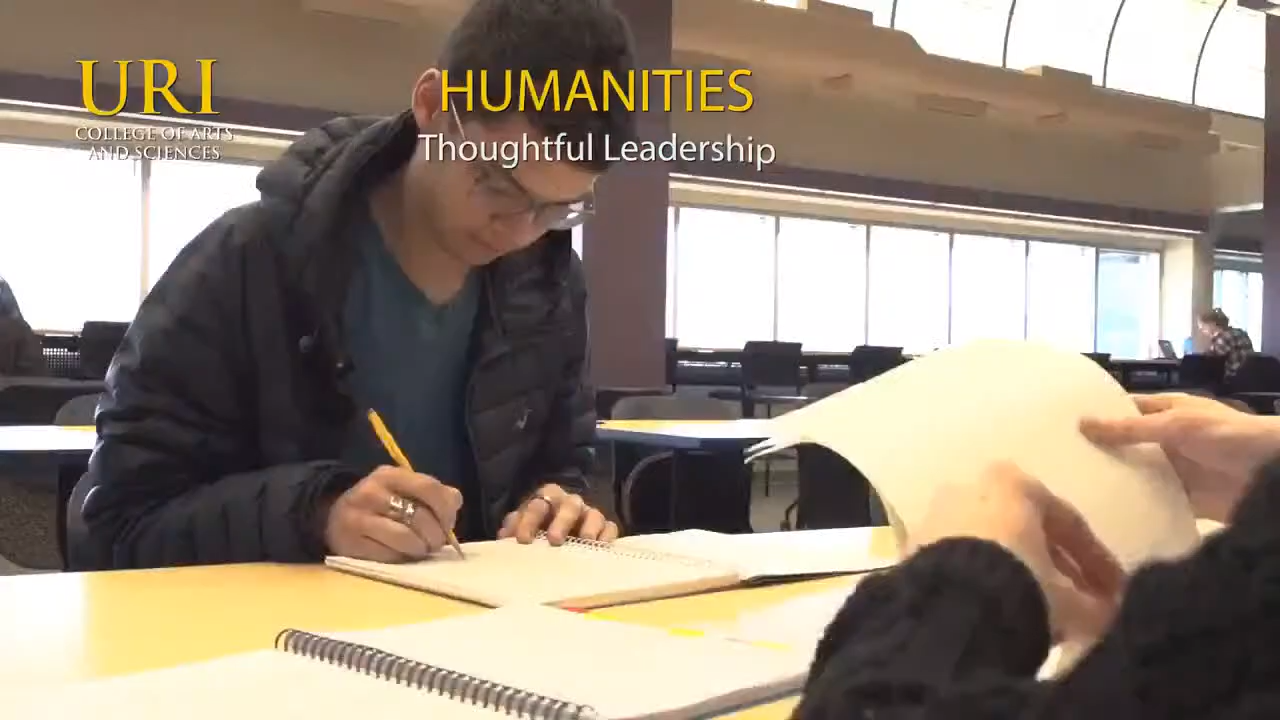 URI
COLLEGE OF ARTS
AND SCIENCES
HUMANITIES
Thoughtful Leadership